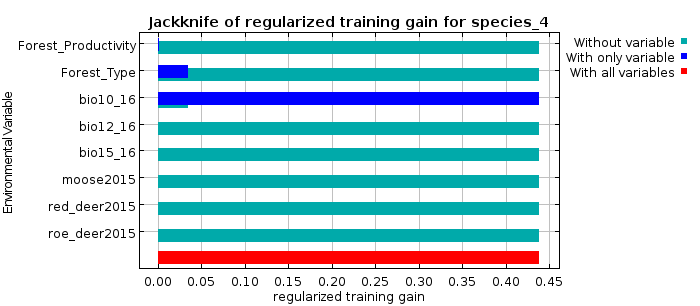 Jackknife of regularized training gain for species_4
Without variable
With only variable
With all variables
Environmental Variable
Forest_Productivity
Forest_Type
bio10_16
bio12_16
bio15_16
moose2015
red_deer2015
roe_deer2015
0.00 0.05 0.10 0.15 0.20 0.25 0.30 0.35 0.40 0.45
regularized training gain